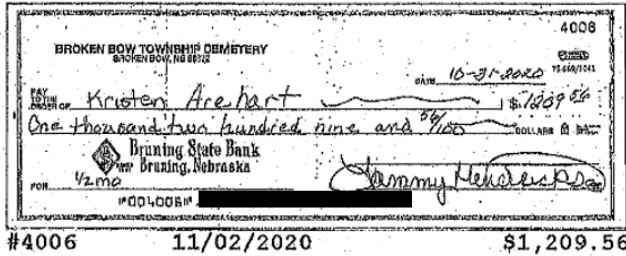 4006
BROKEN BOW TOWNSHIP CEMETERY
BROKEN BOW, NE 68822
DATE 10-31-2020
PAY TO THE ORDER OF Kristen Arehart $ 1209 56
One thousand two hundred nine and 56/100 DOLLARS
Bruning State Bank
Bruning, Nebraska
FOR 1/2 mo
⑈004006⑈
#4006 11/02/2020 $1,209.56